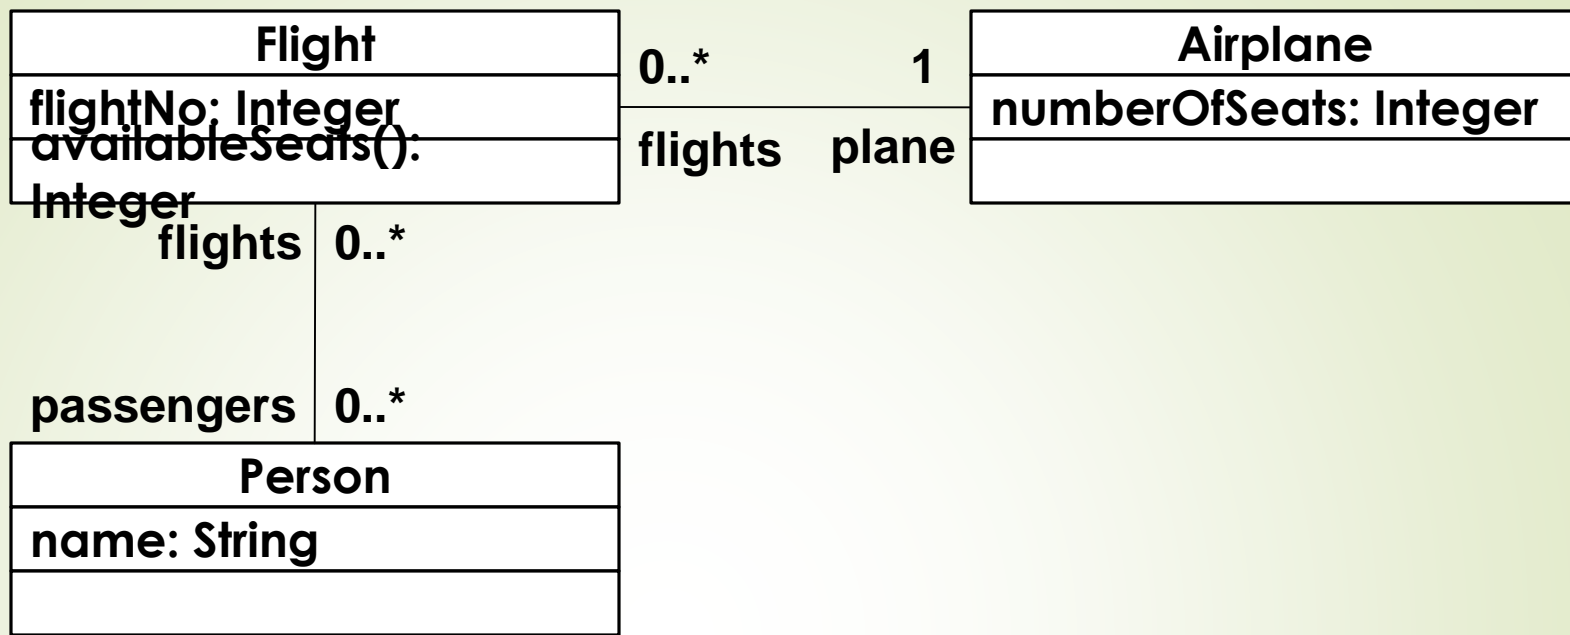 Flight
flightNo: Integer
availableSeats():
Integer
0..*
1
flights
plane
Airplane
numberOfSeats: Integer
flights
0..*
passengers
0..*
Person
name: String